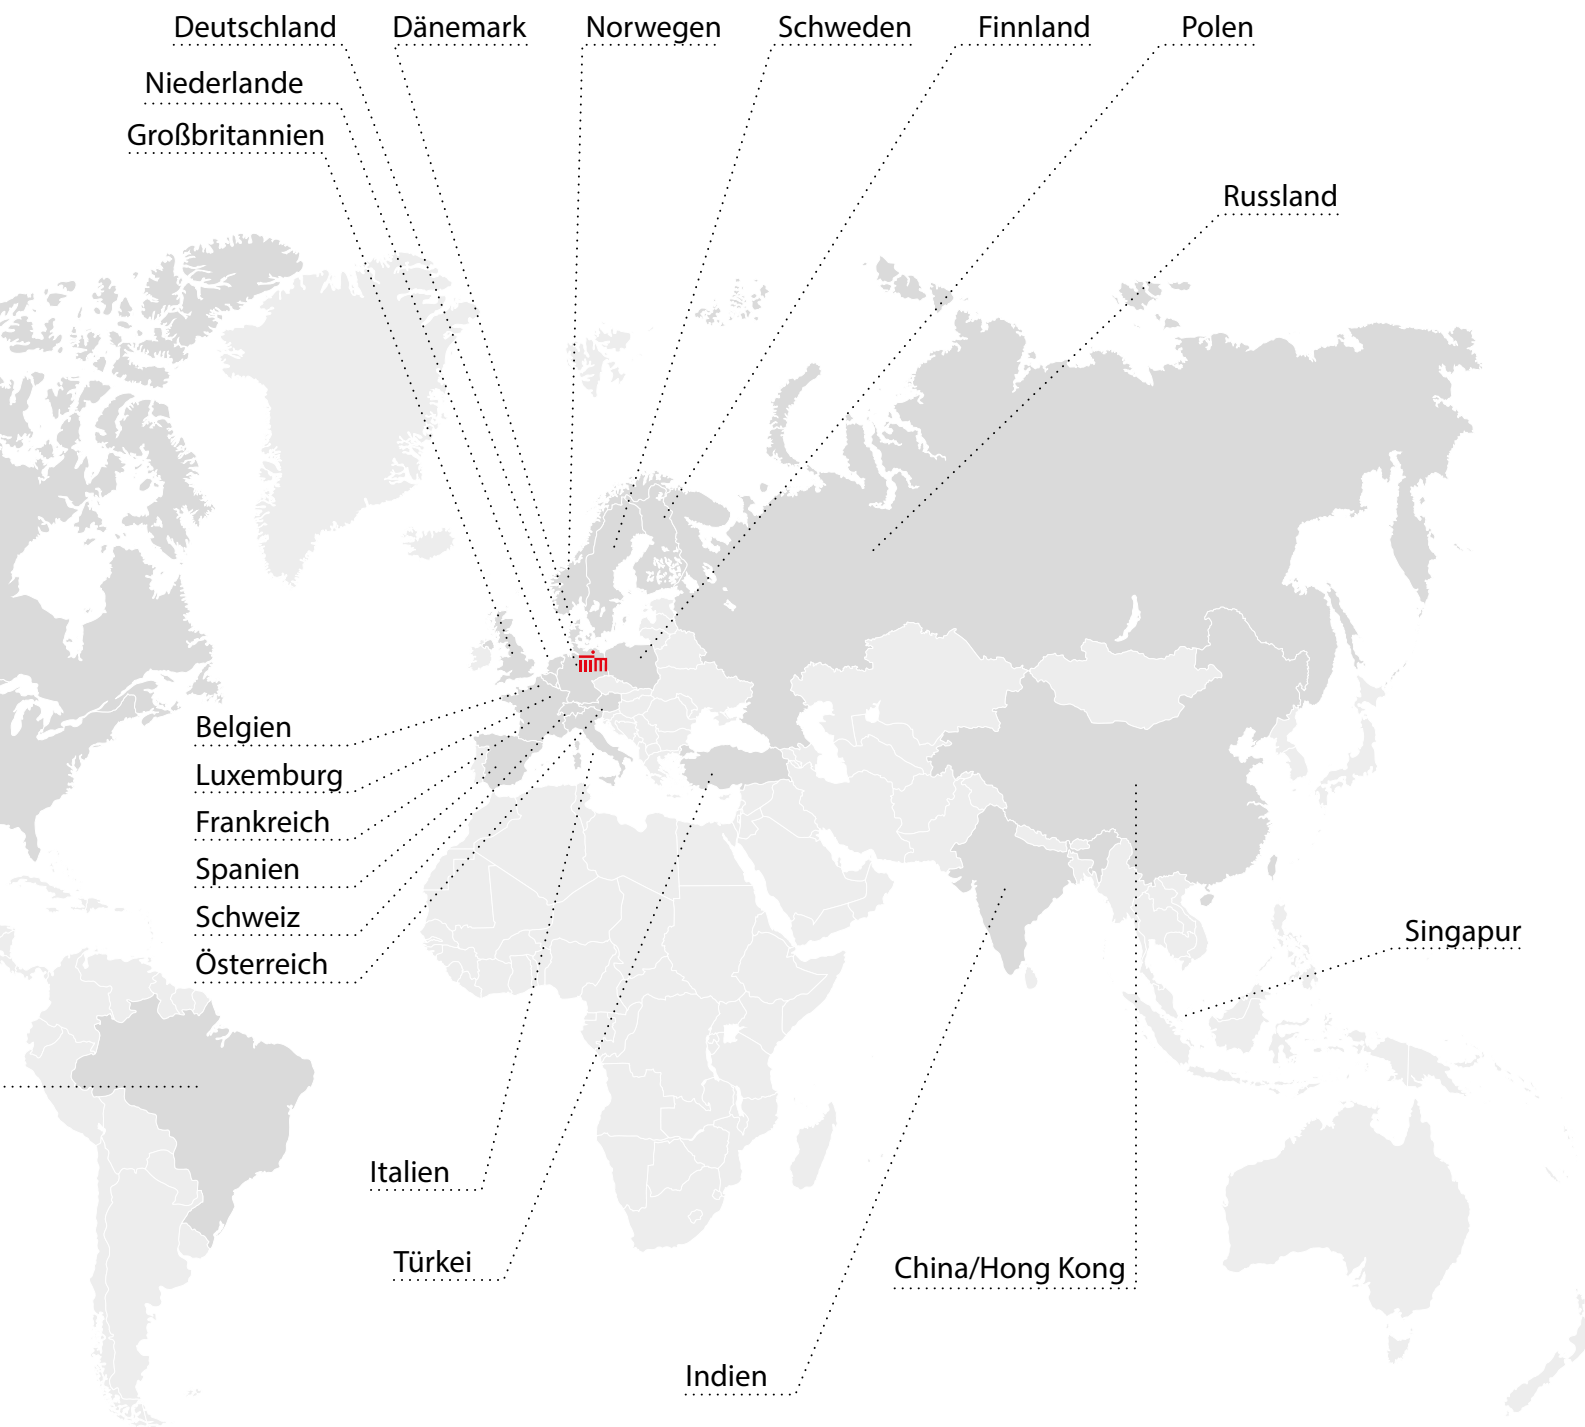 Deutschland
Dänemark
Norwegen
Schweden
Finnland
Polen
Niederlande
Großbritannien
Russland
Belgien
Luxemburg
Frankreich
Spanien
Schweiz
Österreich
Singapur
Italien
Türkei
China/Hong Kong
Indien